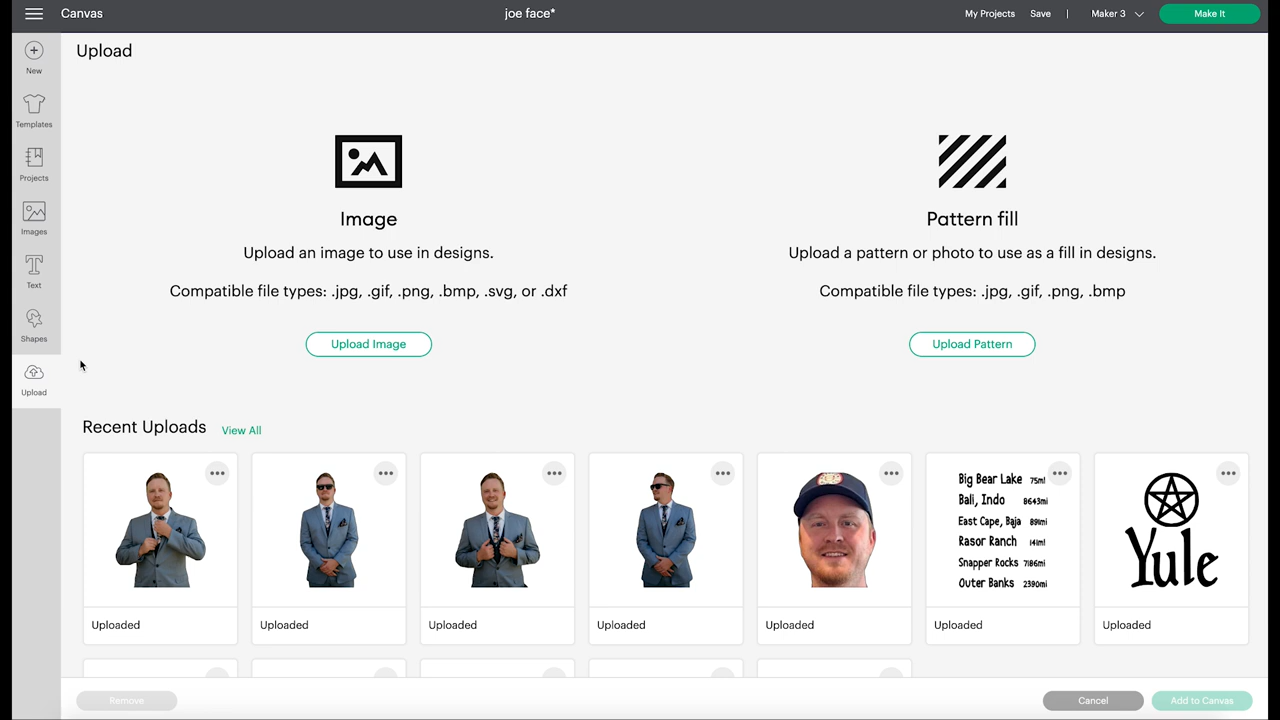 Canvas
joe face*
My Projects
Save
|
Maker 3
Make It
New
Templates
Projects
Images
Text
Shapes
Upload
Upload
Image
Upload an image to use in designs.
Compatible file types: .jpg, .gif, .png, .bmp, .svg, or .dxf
Upload Image
Pattern fill
Upload a pattern or photo to use as a fill in designs.
Compatible file types: .jpg, .gif, .png, .bmp
Upload Pattern
Recent Uploads
View All
Big Bear Lake 75mi
Bali, Indo 8643mi
East Cape, Baja 891mi
Rasor Ranch 141mi
Snapper Rocks 7186mi
Outer Banks 2390mi
Yule
Uploaded
Uploaded
Uploaded
Uploaded
Uploaded
Uploaded
Uploaded
Remove
Cancel
Add to Canvas